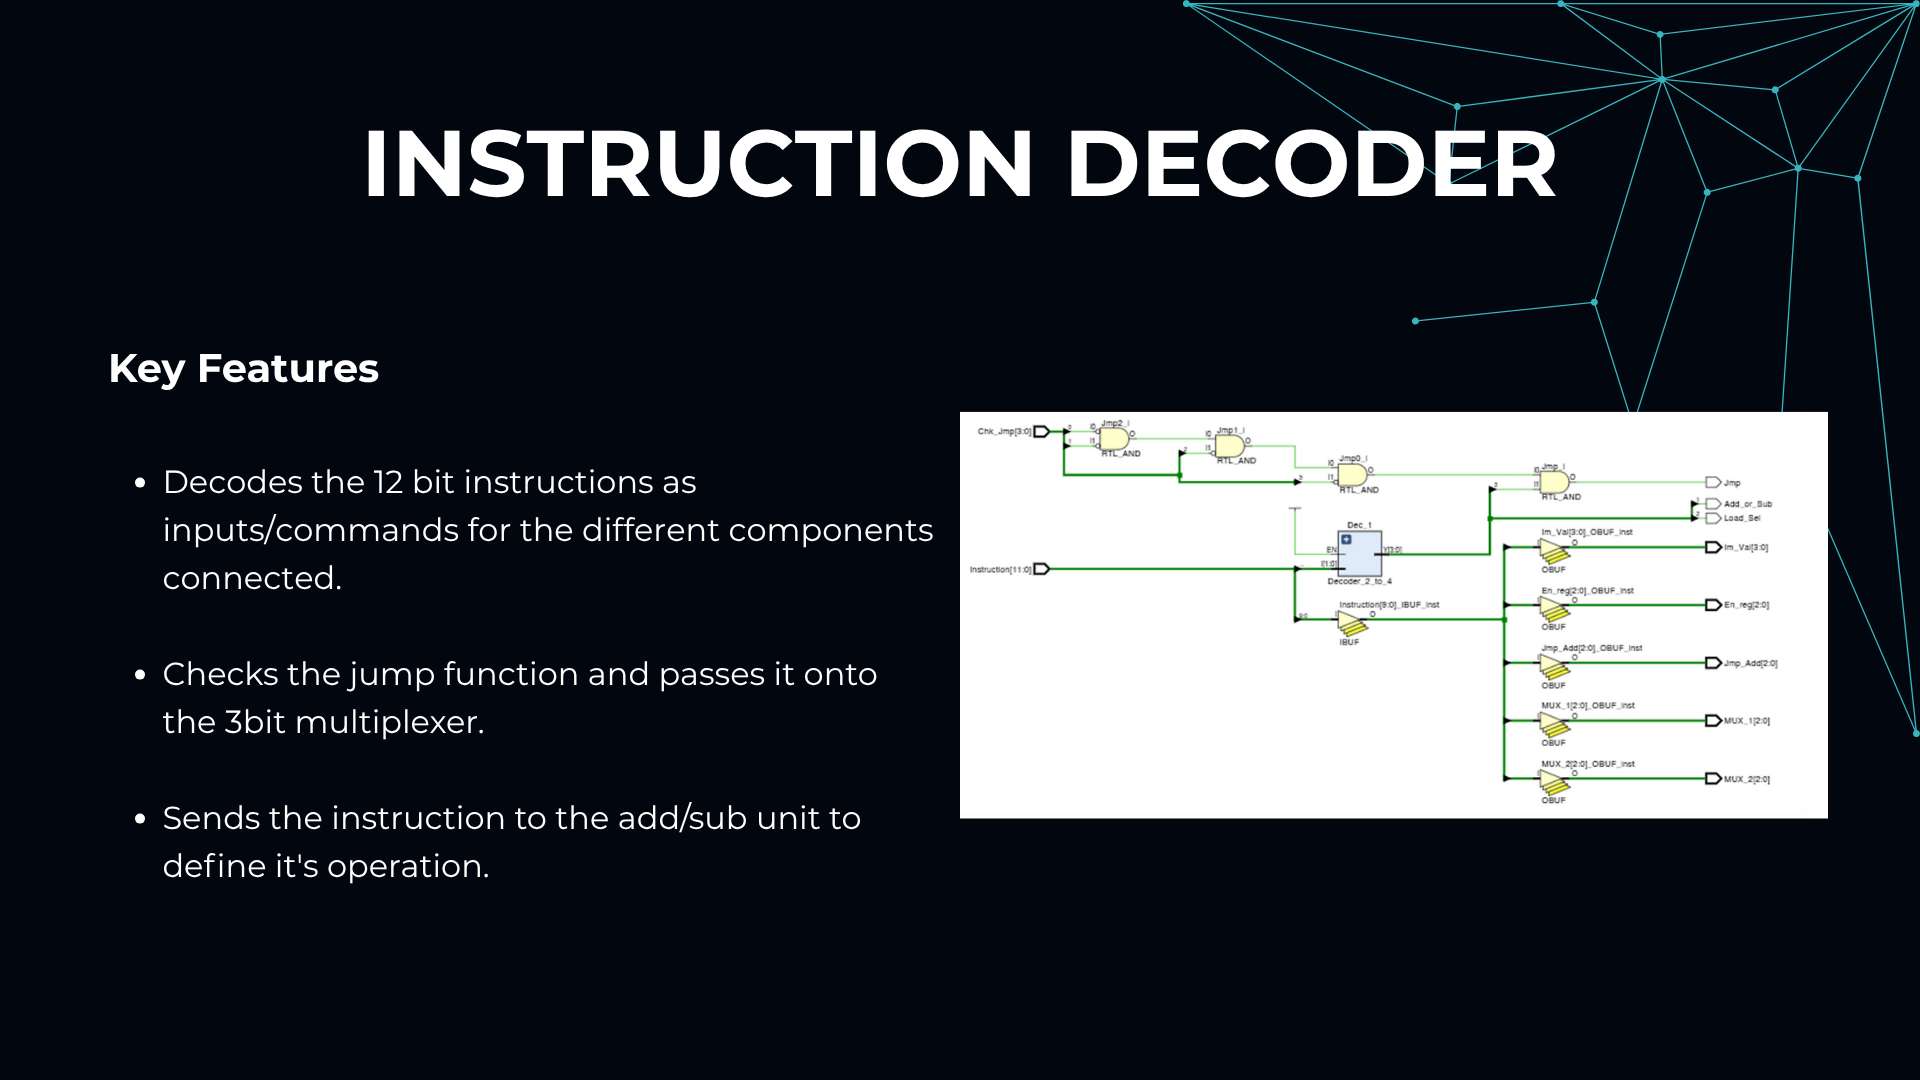 INSTRUCTION DECODER
Key Features
Decodes the 12 bit instructions as
inputs/commands for the different components
connected.
Checks the jump function and passes it onto
the 3bit multiplexer.
Sends the instruction to the add/sub unit to
define it's operation.
Chk_Jmp[3:0]
Jmp2_i
RTL_AND
Jmp1_i
RTL_AND
Jmp0_i
RTL_AND
Jmp_i
RTL_AND
Jmp
Add_or_Sub
Load_Sel
Dec_1
EN
I[1:0]
Y[3:0]
Decoder_2_to_4
Instruction[11:0]
Instruction[9:0]_IBUF_inst
IBUF
Im_Val[3:0]_OBUF_inst
OBUF
Im_Val[3:0]
En_reg[2:0]_OBUF_inst
OBUF
En_reg[2:0]
Jmp_Add[2:0]_OBUF_inst
OBUF
Jmp_Add[2:0]
MUX_1[2:0]_OBUF_inst
OBUF
MUX_1[2:0]
MUX_2[2:0]_OBUF_inst
OBUF
MUX_2[2:0]